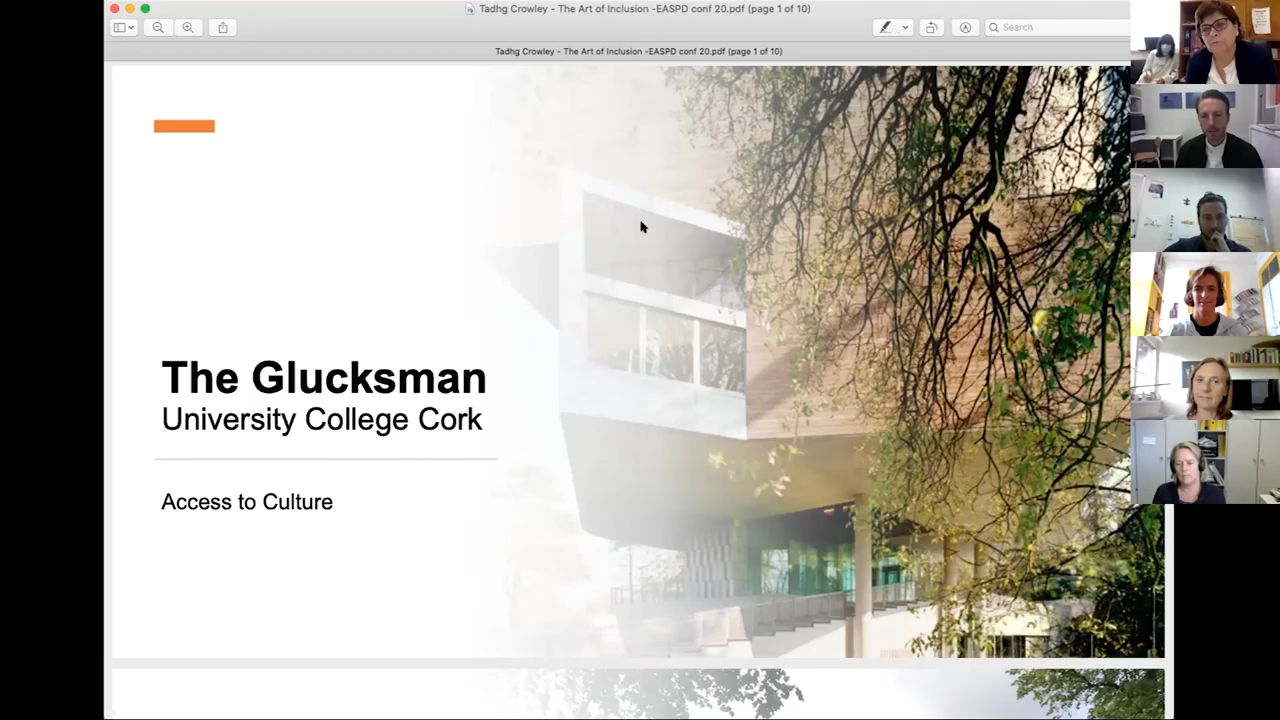 Tadhg Crowley - The Art of Inclusion -EASPD conf 20.pdf (page 1 of 10)
Search
Tadhg Crowley - The Art of Inclusion -EASPD conf 20.pdf (page 1 of 10)
The Glucksman
University College Cork
Access to Culture